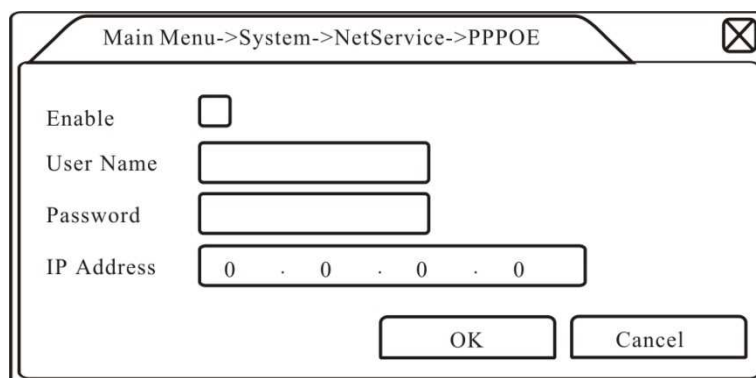 Main Menu->System->NetService->PPPOE
Enable
User Name
Password
IP Address 0 . 0 . 0 . 0
OK Cancel